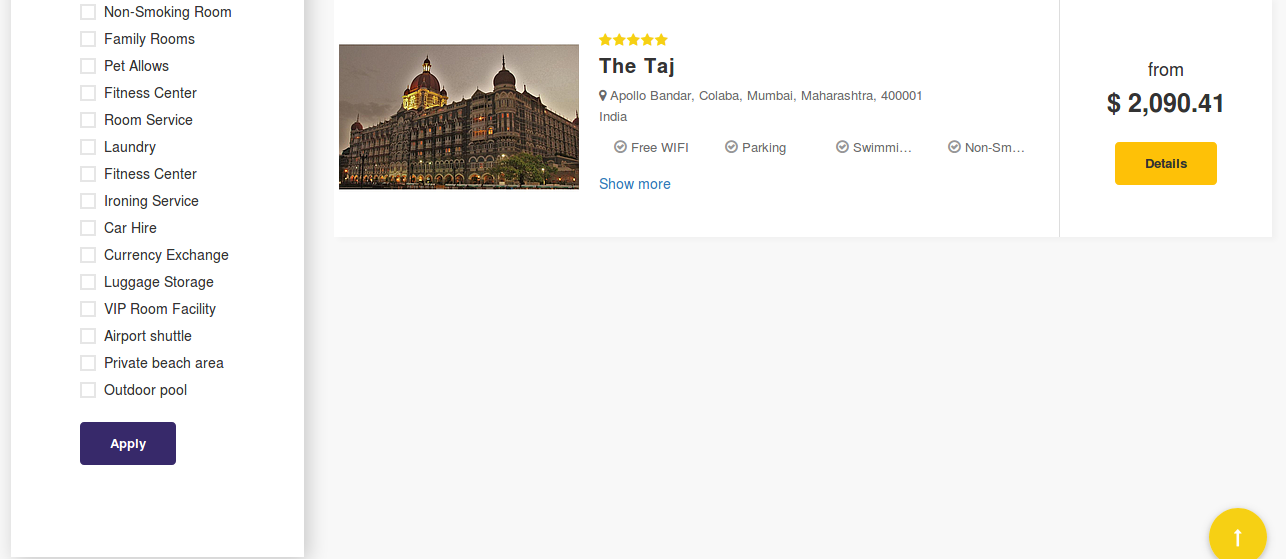 Non-Smoking Room
Family Rooms
Pet Allows
Fitness Center
Room Service
Laundry
Fitness Center
Ironing Service
Car Hire
Currency Exchange
Luggage Storage
VIP Room Facility
Airport shuttle
Private beach area
Outdoor pool
Apply
The Taj
Apollo Bandar, Colaba, Mumbai, Maharashtra, 400001
India
Free WIFI Parking Swimmi... Non-Sm...
Show more
from
$ 2,090.41
Details